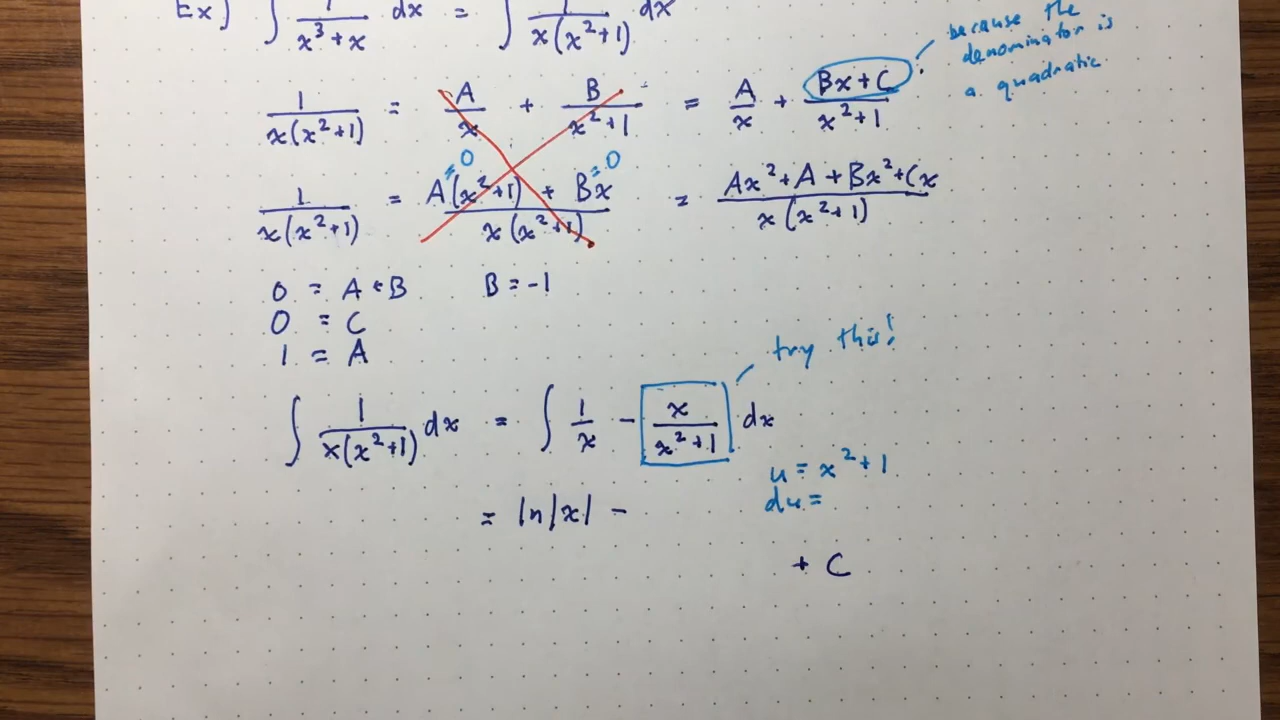 Ex) ∫ 1/(x³ + x) dx = ∫ 1/(x(x²+1)) dx
because the denominator is a quadratic.
1/(x(x²+1)) = A/x + B/(x²+1) = A/x + (Bx + C)/(x²+1)
= 0 = 0
1/(x(x²+1)) = (A(x²+1) + Bx)/(x(x²+1)) = (Ax² + A + Bx² + Cx)/(x(x²+1))
0 = A + B B = -1
0 = C
1 = A
try this!
∫ 1/(x(x²+1)) dx = ∫ 1/x - x/(x²+1) dx
u = x² + 1
= ln|x| - du =
+ C